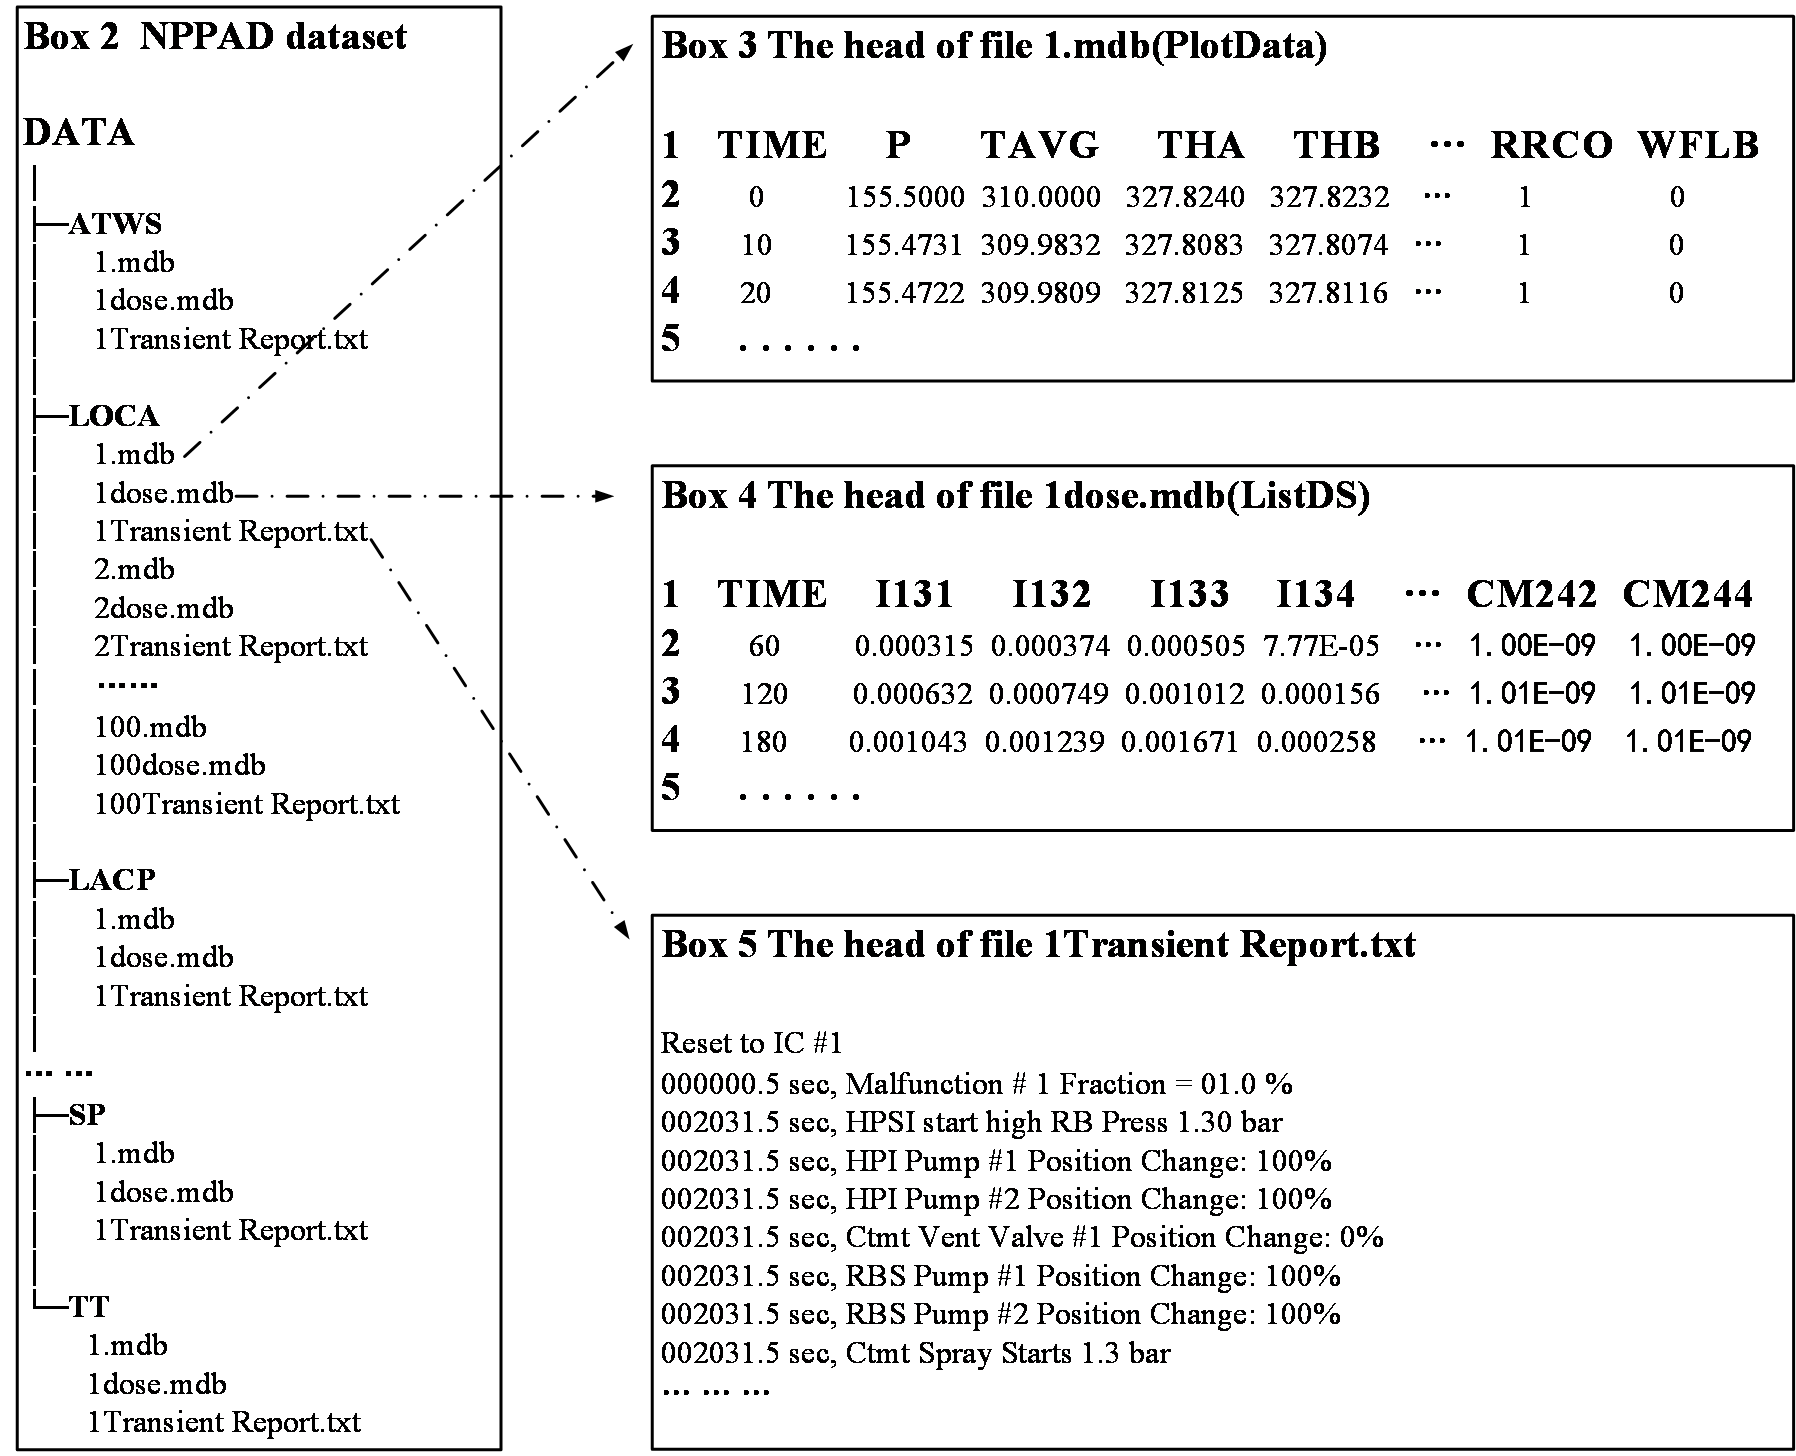 Box 2 NPPAD dataset
DATA
ATWS
1.mdb
1dose.mdb
1Transient Report.txt
LOCA
1.mdb
1dose.mdb
1Transient Report.txt
2.mdb
2dose.mdb
2Transient Report.txt
······
100.mdb
100dose.mdb
100Transient Report.txt
LACP
1.mdb
1dose.mdb
1Transient Report.txt
... ...
SP
1.mdb
1dose.mdb
1Transient Report.txt
TT
1.mdb
1dose.mdb
1Transient Report.txt
Box 3 The head of file 1.mdb(PlotData)
1 TIME P TAVG THA THB ··· RRCO WFLB
2 0 155.5000 310.0000 327.8240 327.8232 ··· 1 0
3 10 155.4731 309.9832 327.8083 327.8074 ··· 1 0
4 20 155.4722 309.9809 327.8125 327.8116 ··· 1 0
5 . . . . . .
Box 4 The head of file 1dose.mdb(ListDS)
1 TIME I131 I132 I133 I134 ··· CM242 CM244
2 60 0.000315 0.000374 0.000505 7.77E-05 ··· 1.00E-09 1.00E-09
3 120 0.000632 0.000749 0.001012 0.000156 ··· 1.01E-09 1.01E-09
4 180 0.001043 0.001239 0.001671 0.000258 ··· 1.01E-09 1.01E-09
5 . . . . . .
Box 5 The head of file 1Transient Report.txt
Reset to IC #1
000000.5 sec, Malfunction # 1 Fraction = 01.0 %
002031.5 sec, HPSI start high RB Press 1.30 bar
002031.5 sec, HPI Pump #1 Position Change: 100%
002031.5 sec, HPI Pump #2 Position Change: 100%
002031.5 sec, Ctmt Vent Valve #1 Position Change: 0%
002031.5 sec, RBS Pump #1 Position Change: 100%
002031.5 sec, RBS Pump #2 Position Change: 100%
002031.5 sec, Ctmt Spray Starts 1.3 bar
... ... ...